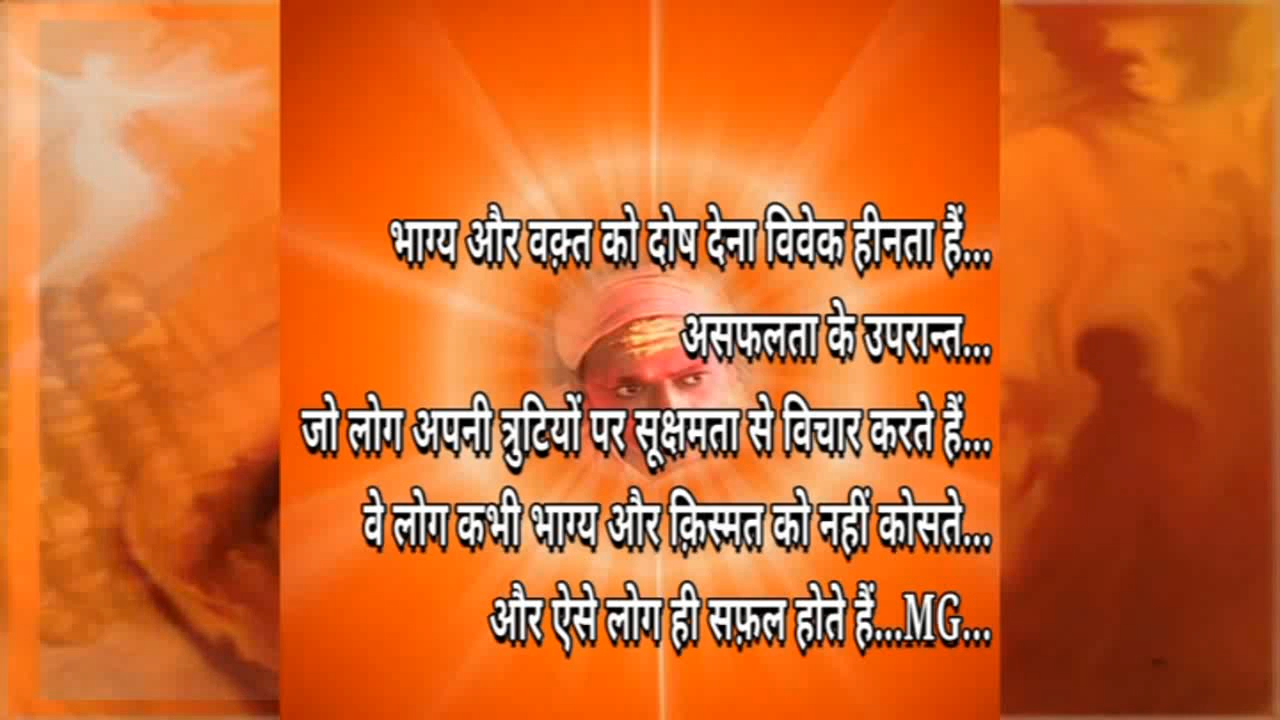 भाग्य और वक़्त को दोष देना विवेक हीनता हैं...
असफलता के उपरान्त...
जो लोग अपनी त्रुटियों पर सूक्षमता से विचार करते हैं...
वे लोग कभी भाग्य और क़िस्मत को नहीं कोसते...
और ऐसे लोग ही सफ़ल होते हैं...MG...